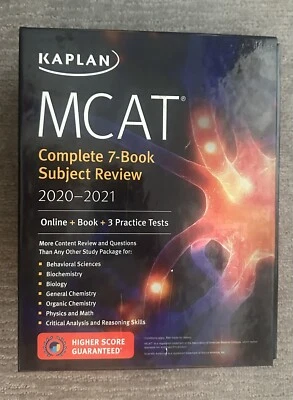 KAPLAN
MCAT®
Complete 7-Book
Subject Review
2020–2021
Online + Book + 3 Practice Tests
More Content Review and Questions
Than Any Other Study Package for:
• Behavioral Sciences
• Biochemistry
• Biology
• General Chemistry
• Organic Chemistry
• Physics and Math
• Critical Analysis and Reasoning Skills
HIGHER SCORE
GUARANTEED